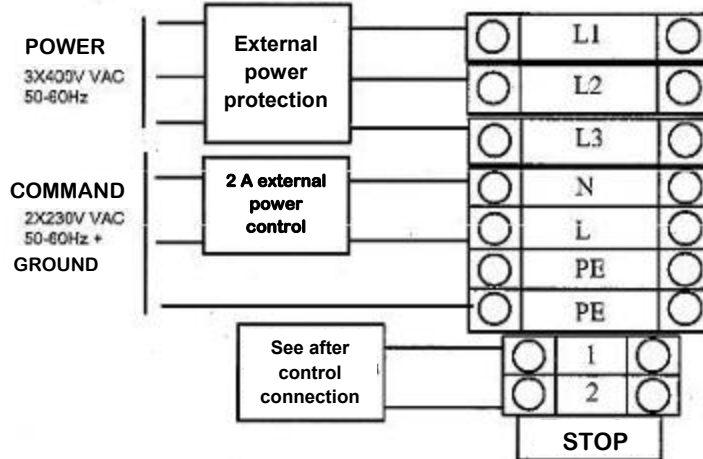 POWER
3X400V VAC
50-60Hz
External
power
protection
L1
L2
L3
COMMAND
2X230V VAC
50-60Hz +
GROUND
2 A external
power
control
N
L
PE
PE
See after
control
connection
1
2
STOP